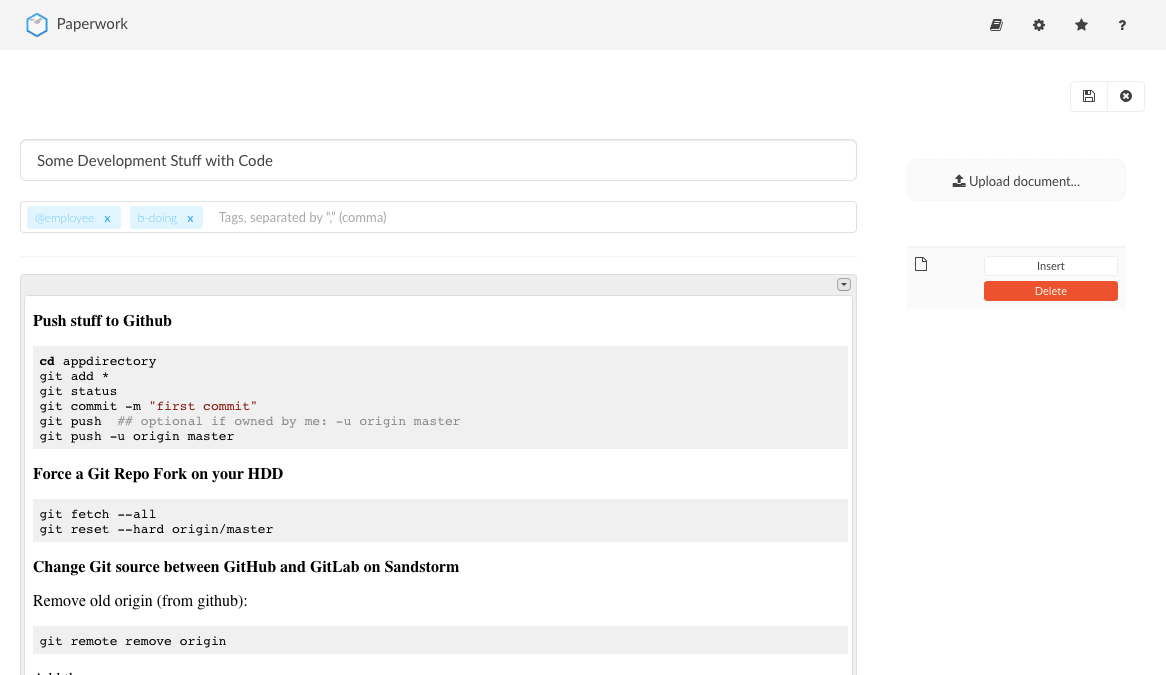 Paperwork
?
Some Development Stuff with Code
@employee x b-doing x Tags, separated by "," (comma)
Upload document...
Insert
Delete
Push stuff to Github
cd appdirectory
git add *
git status
git commit -m "first commit"
git push  ## optional if owned by me: -u origin master
git push -u origin master
Force a Git Repo Fork on your HDD
git fetch --all
git reset --hard origin/master
Change Git source between GitHub and GitLab on Sandstorm
Remove old origin (from github):
git remote remove origin